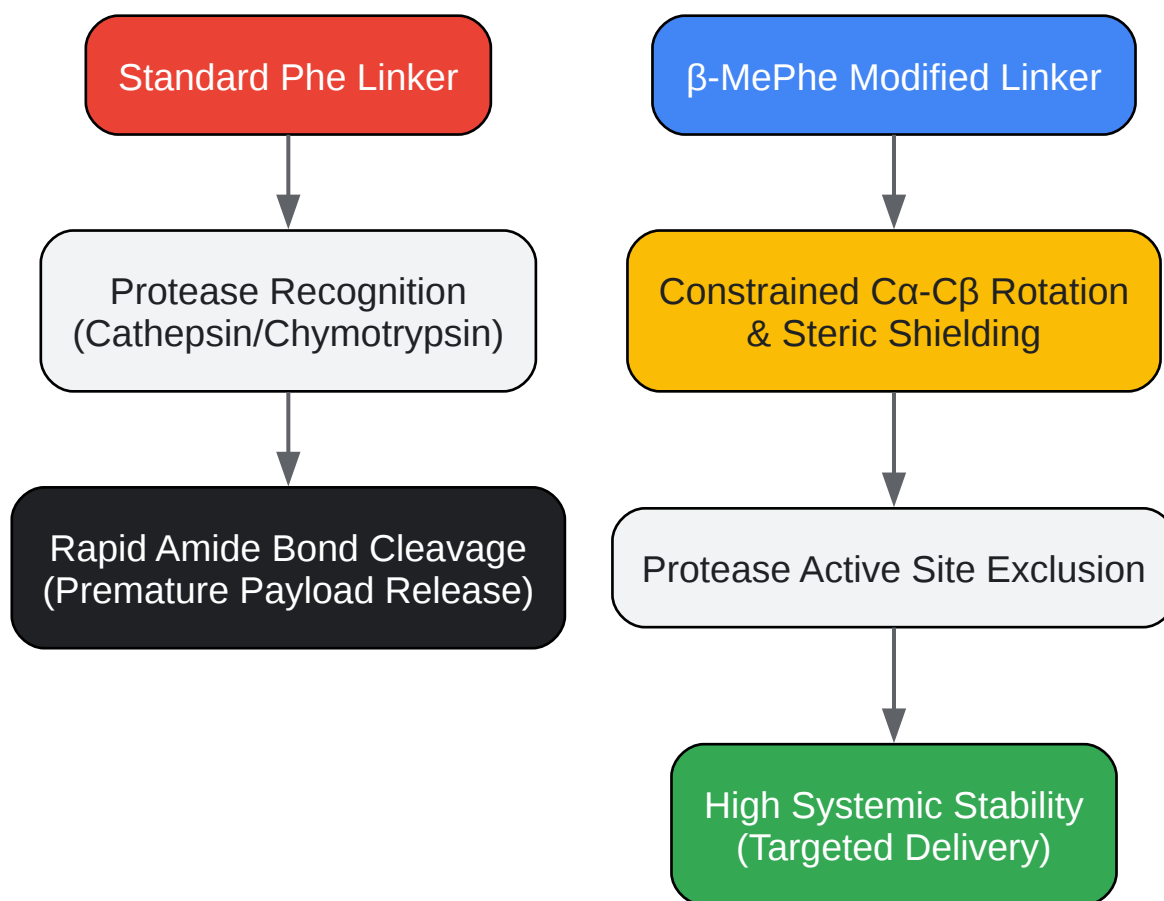 Standard Phe Linker
Protease Recognition
(Cathepsin/Chymotrypsin)
Rapid Amide Bond Cleavage
(Premature Payload Release)
β-MePhe Modified Linker
Constrained Cα-Cβ Rotation
& Steric Shielding
Protease Active Site Exclusion
High Systemic Stability
(Targeted Delivery)